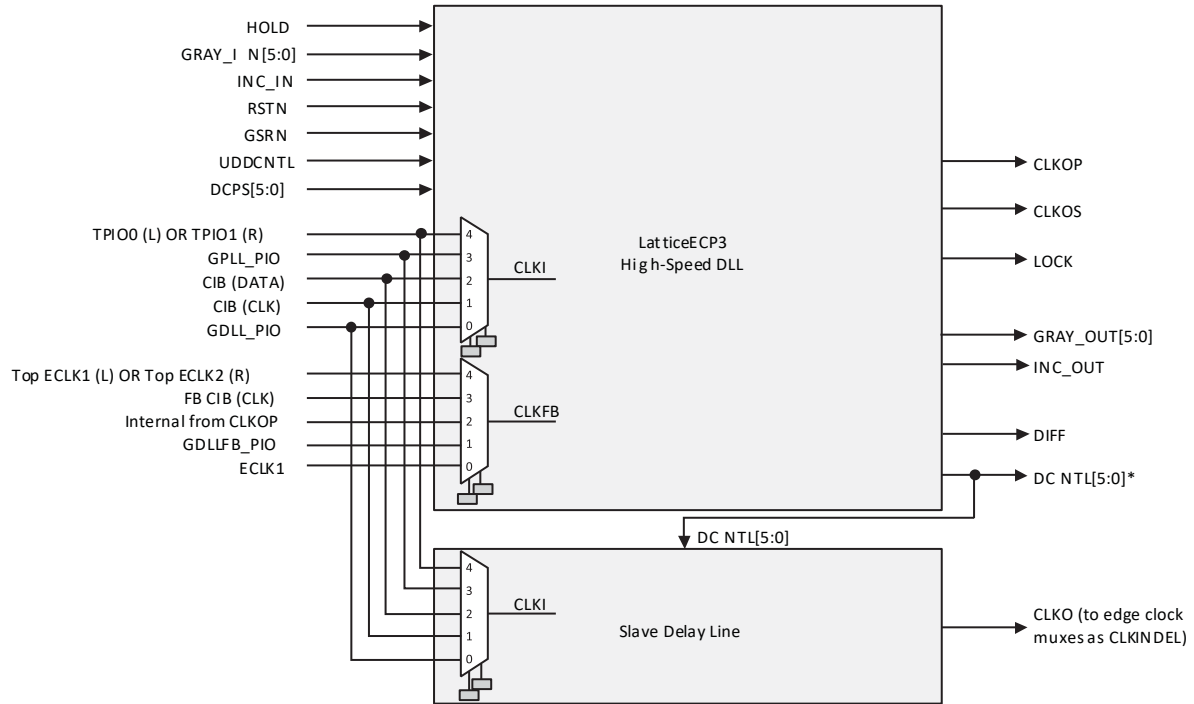 HOLD
GRAY_I N[5:0]
INC_IN
RSTN
GSRN
UDDCNTL
DCPS[5:0]
TPIO0 (L) OR TPIO1 (R)
GPLL_PIO
CIB (DATA)
CIB (CLK)
GDLL_PIO
4
3
2
1
0
CLKI
Top ECLK1 (L) OR Top ECLK2 (R)
FB CIB (CLK)
Internal from CLKOP
GDLLFB_PIO
ECLK1
4
3
2
1
0
CLKFB
LatticeECP3
High-Speed DLL
CLKOP
CLKOS
LOCK
GRAY_OUT[5:0]
INC_OUT
DIFF
DC NTL[5:0]*
DC NTL[5:0]
4
3
2
1
0
CLKI
Slave Delay Line
CLKO (to edge clock
muxes as CLKINDEL)